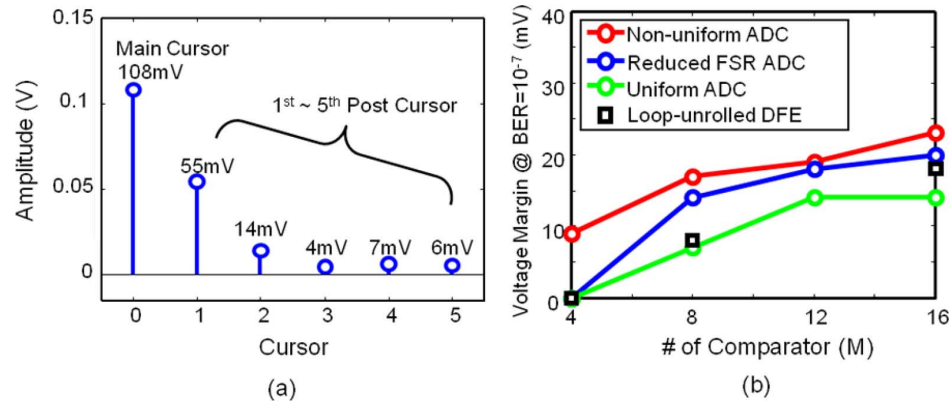 Main Cursor
108mV
1st ~ 5th Post Cursor
55mV
14mV
4mV
7mV
6mV
0.15
0.1
0.05
0
Amplitude (V)
0 1 2 3 4 5
Cursor
(a)
Non-uniform ADC
Reduced FSR ADC
Uniform ADC
Loop-unrolled DFE
Voltage Margin @ BER=10-7 (mV)
40
30
20
10
0
4 8 12 16
# of Comparator (M)
(b)